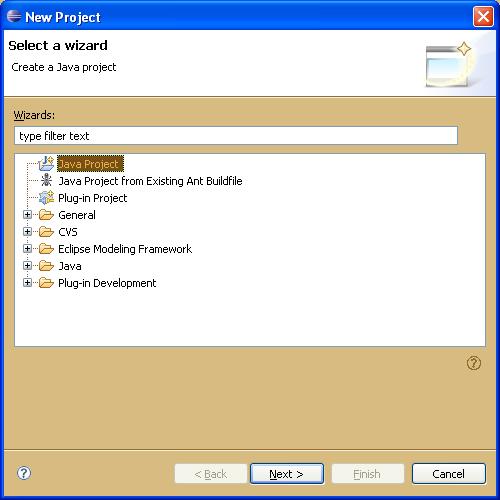 New Project
Select a wizard
Create a Java project
Wizards:
type filter text
Java Project
Java Project from Existing Ant Buildfile
Plug-in Project
General
CVS
Eclipse Modeling Framework
Java
Plug-in Development
?
? < Back Next > Finish Cancel